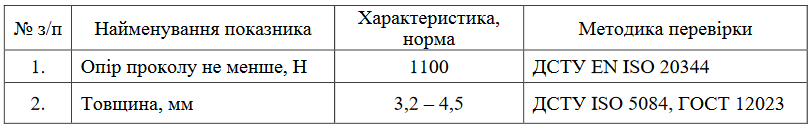 № з/п Найменування показника Характеристика, норма Методика перевірки
1. Опір проколу не менше, Н 1100 ДСТУ EN ISO 20344
2. Товщина, мм 3,2 – 4,5 ДСТУ ISO 5084, ГОСТ 12023